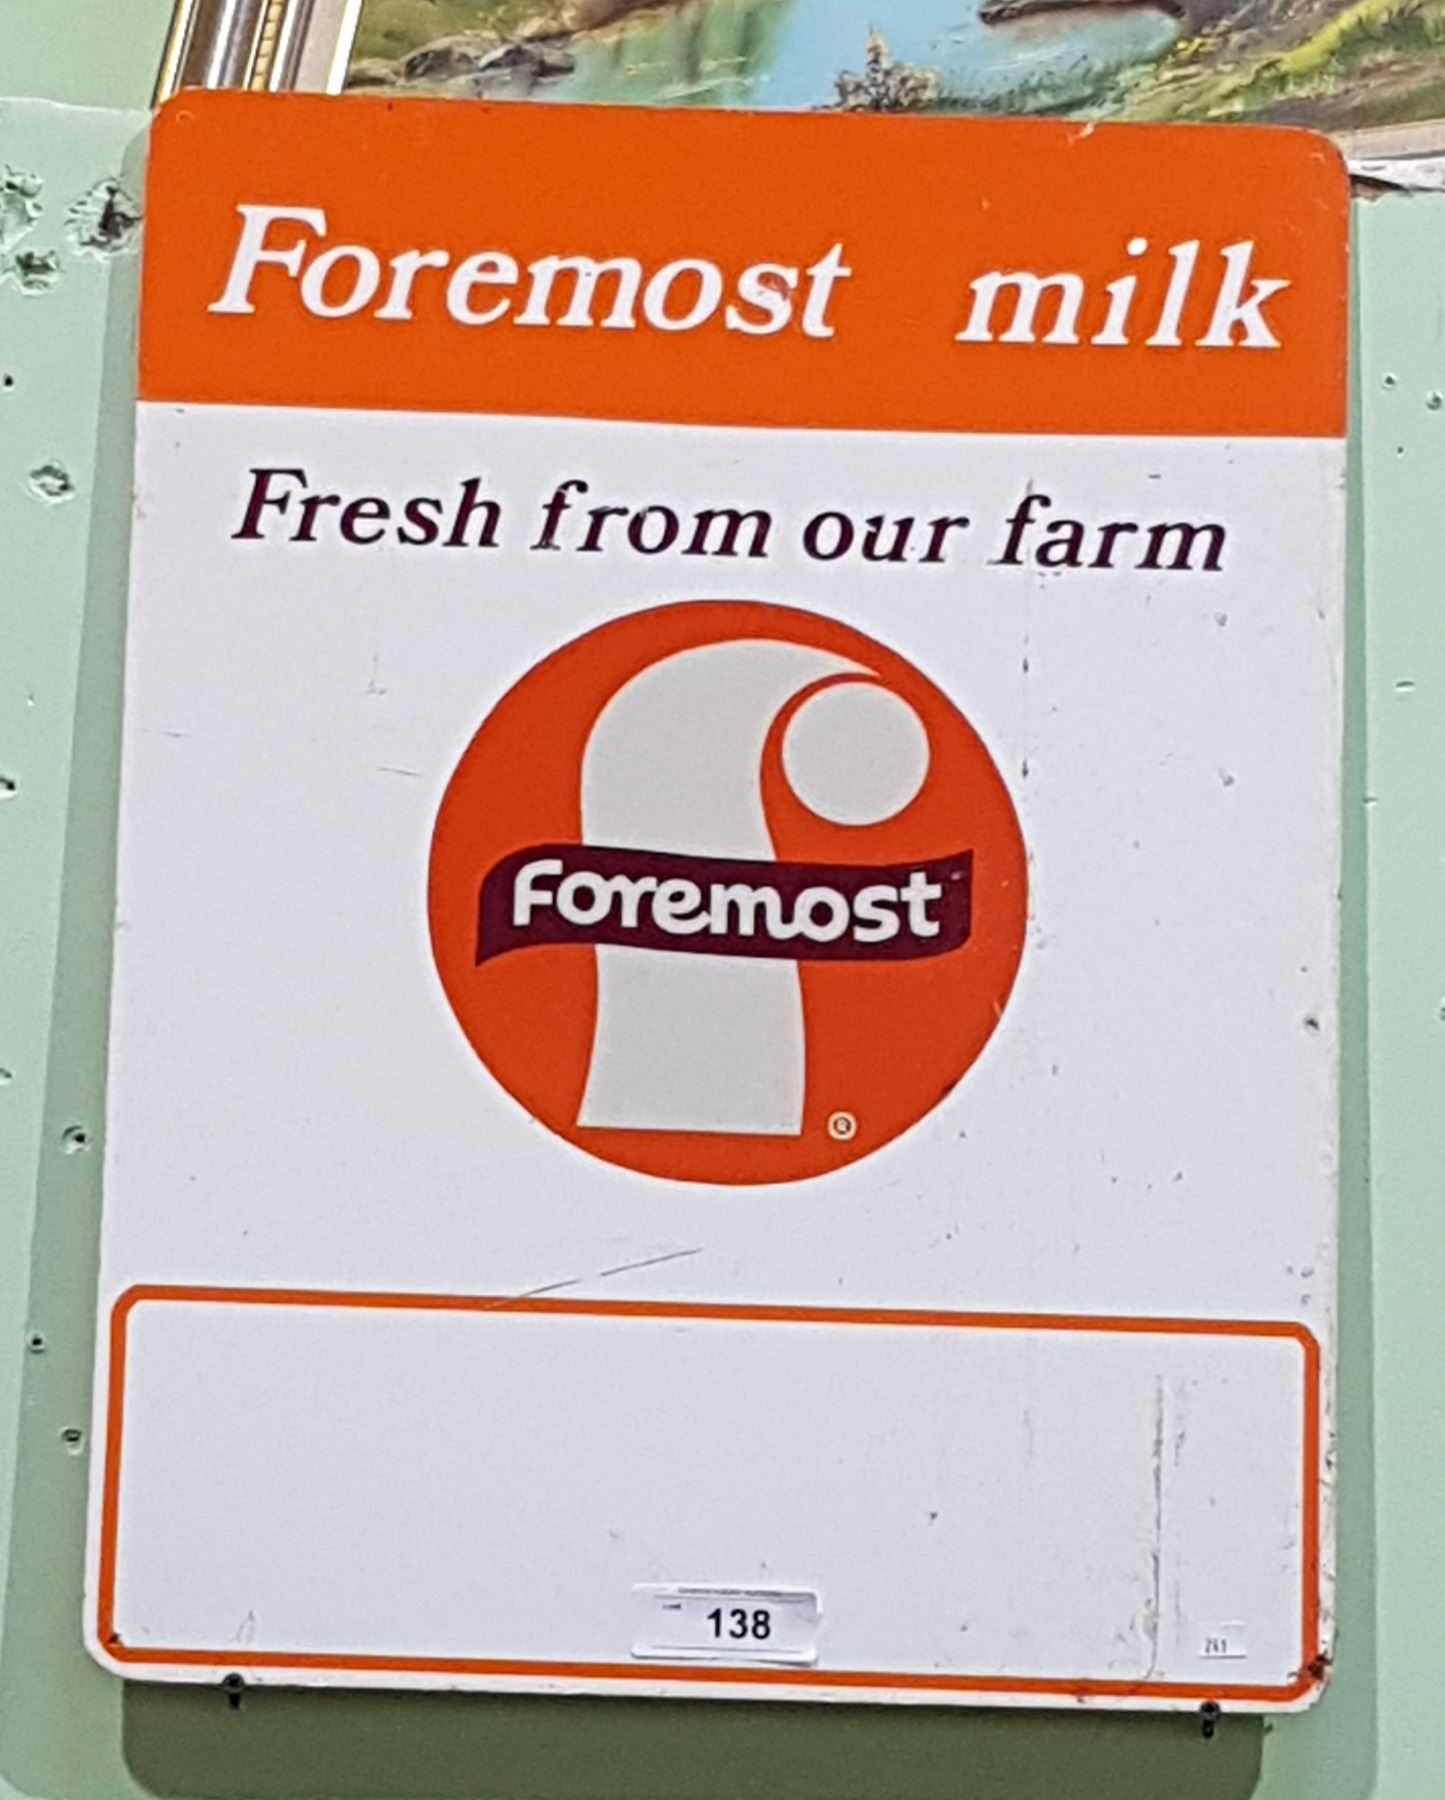 Foremost milk
Fresh from our farm
Foremost
®
138